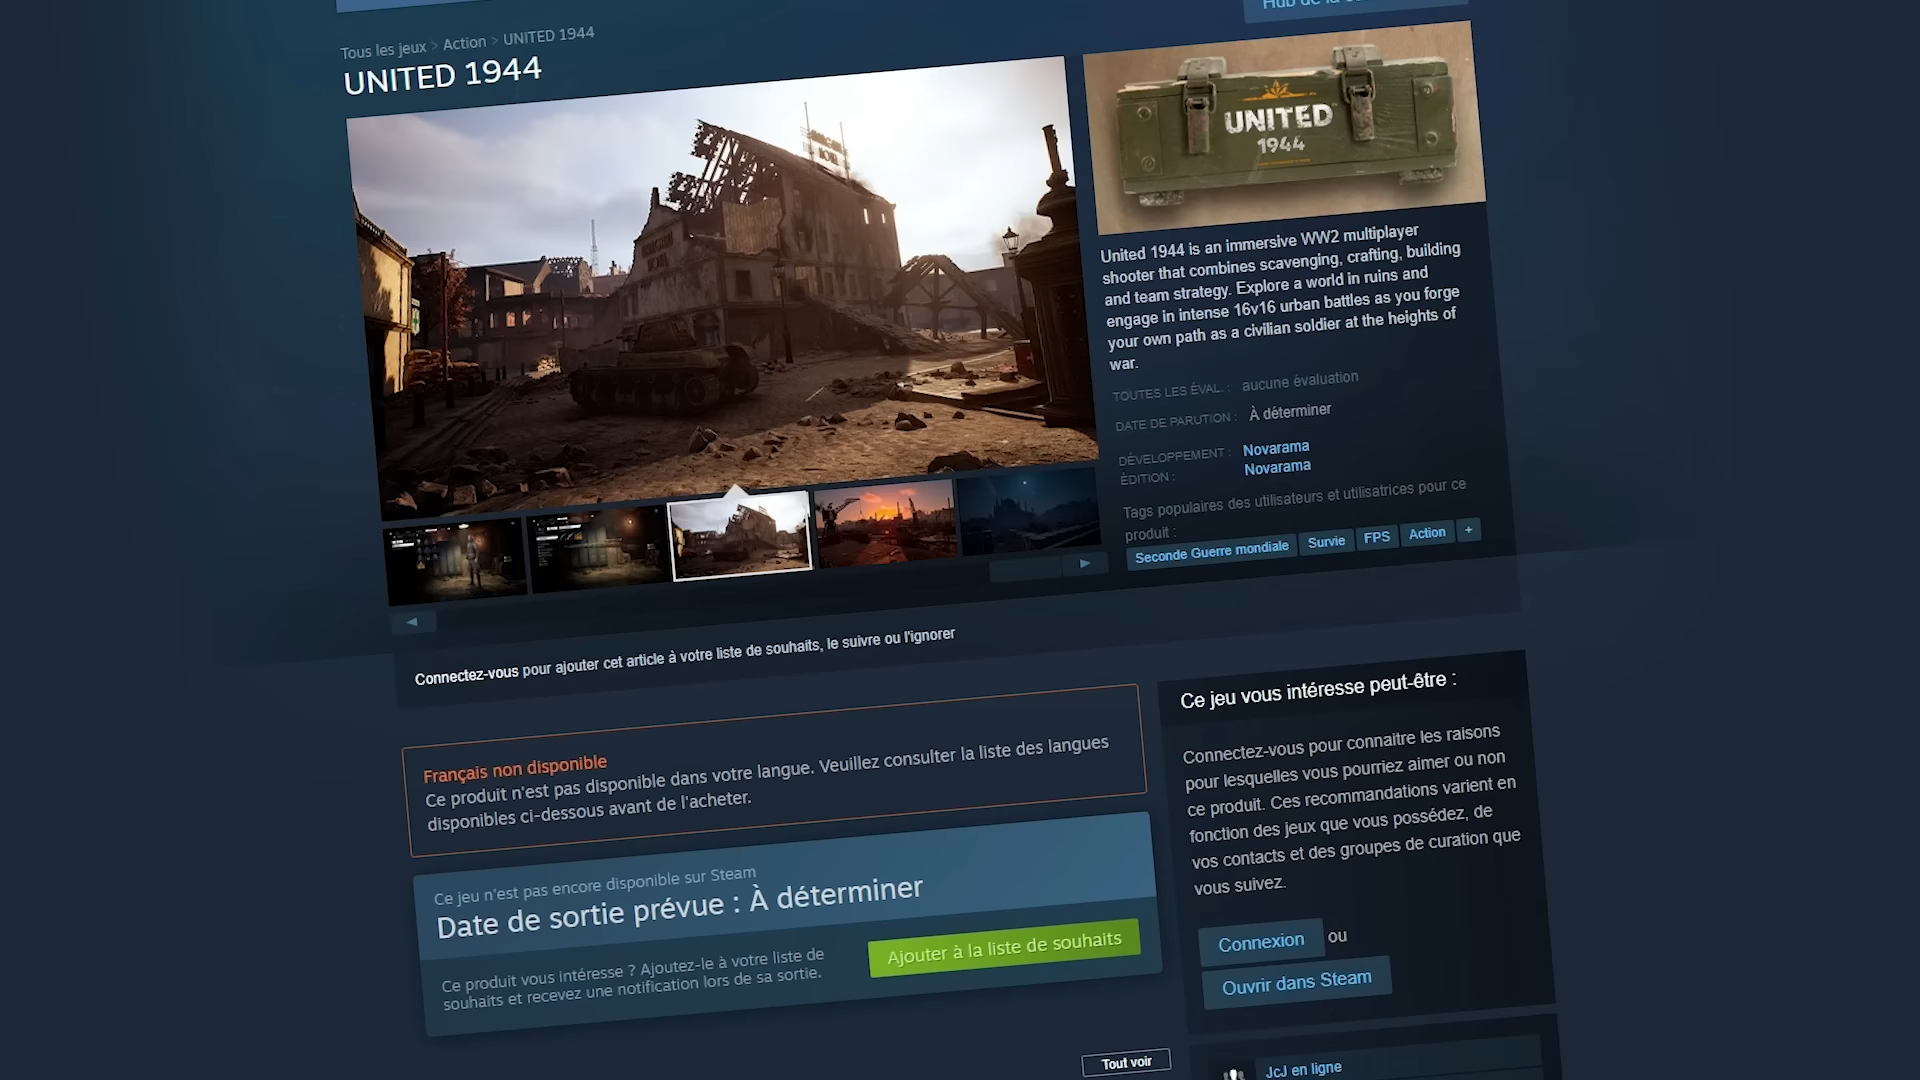 Hub de la
Tous les jeux > Action > UNITED 1944
UNITED 1944
UNITED
1944
United 1944 is an immersive WW2 multiplayer
shooter that combines scavenging, crafting, building
and team strategy. Explore a world in ruins and
engage in intense 16v16 urban battles as you forge
your own path as a civilian soldier at the heights of
war.
TOUTES LES ÉVAL. : aucune évaluation
DATE DE PARUTION : À déterminer
DÉVELOPPEMENT : Novarama
ÉDITION : Novarama
Tags populaires des utilisateurs et utilisatrices pour ce
produit :
Seconde Guerre mondiale Survie FPS Action +
Connectez-vous pour ajouter cet article à votre liste de souhaits, le suivre ou l'ignorer
Français non disponible
Ce produit n'est pas disponible dans votre langue. Veuillez consulter la liste des langues
disponibles ci-dessous avant de l'acheter.
Ce jeu n'est pas encore disponible sur Steam
Date de sortie prévue : À déterminer
Ce produit vous intéresse ? Ajoutez-le à votre liste de
souhaits et recevez une notification lors de sa sortie.
Ajouter à la liste de souhaits
Tout voir
Ce jeu vous intéresse peut-être :
Connectez-vous pour connaitre les raisons
pour lesquelles vous pourriez aimer ou non
ce produit. Ces recommandations varient en
fonction des jeux que vous possédez, de
vos contacts et des groupes de curation que
vous suivez.
Connexion ou
Ouvrir dans Steam
JcJ en ligne